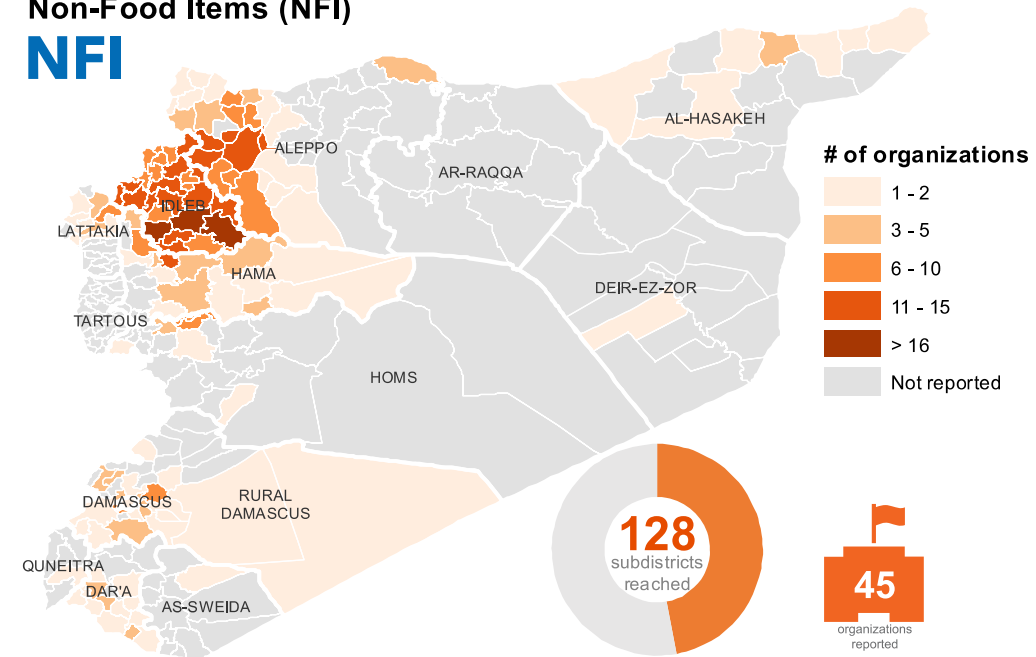 Non-Food Items (NFI)
NFI
ALEPPO
AL-HASAKEH
AR-RAQQA
IDLEB
LATTAKIA
HAMA
DEIR-EZ-ZOR
TARTOUS
HOMS
DAMASCUS
RURAL
DAMASCUS
QUNEITRA
DAR'A
AS-SWEIDA
# of organizations
1 - 2
3 - 5
6 - 10
11 - 15
> 16
Not reported
128
subdistricts
reached
45
organizations
reported